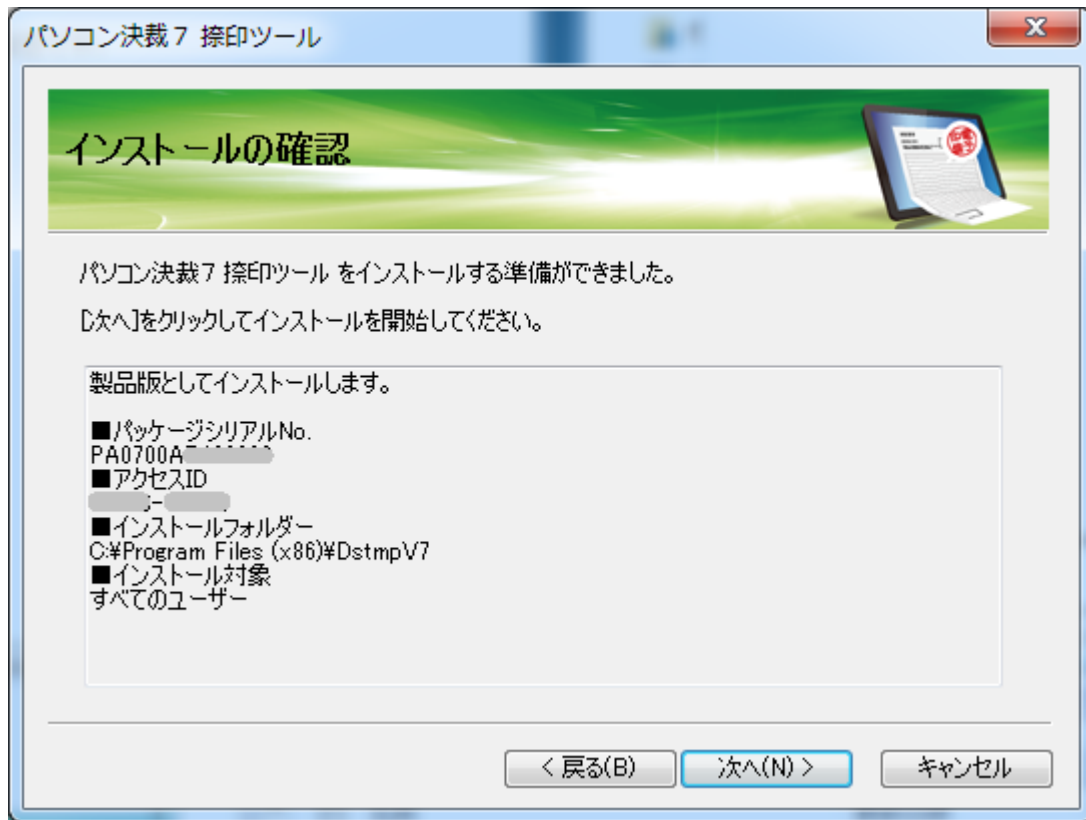 パソコン決裁7 捺印ツール
インストールの確認
パソコン決裁7 捺印ツール をインストールする準備ができました。
[次へ]をクリックしてインストールを開始してください。
製品版としてインストールします。
■パッケージシリアルNo.
PA0700A
■アクセスID
-
■インストールフォルダー
C:¥Program Files (x86)¥DstmpV7
■インストール対象
すべてのユーザー
< 戻る(B)
次へ(N) >
キャンセル